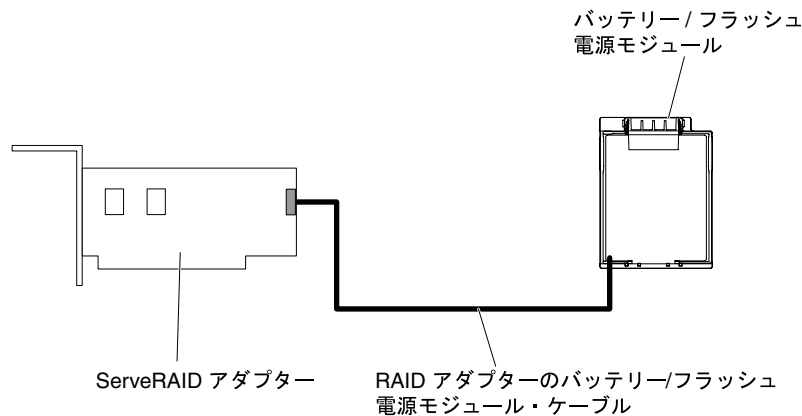 バッテリー / フラッシュ
電源モジュール
ServeRAID アダプター
RAID アダプターのバッテリー/フラッシュ
電源モジュール・ケーブル